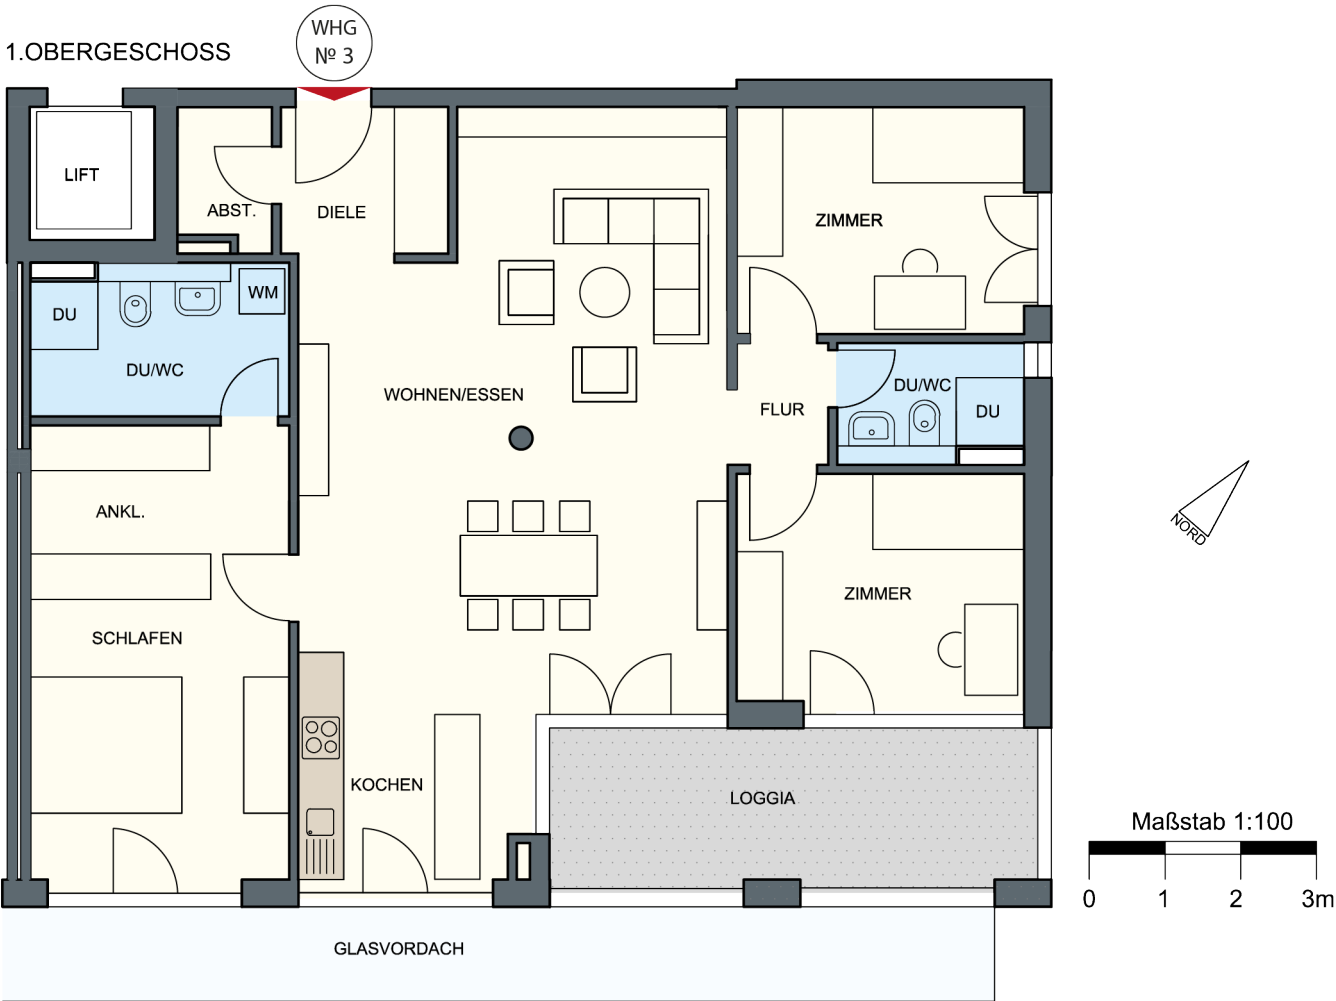 1.OBERGESCHOSS
WHG
№ 3
LIFT
ABST.
DIELE
ZIMMER
DU
WM
DU/WC
WOHNEN/ESSEN
FLUR
DU/WC
DU
ANKL.
NORD
ZIMMER
SCHLAFEN
KOCHEN
LOGGIA
Maßstab 1:100
0 1 2 3m
GLASVORDACH